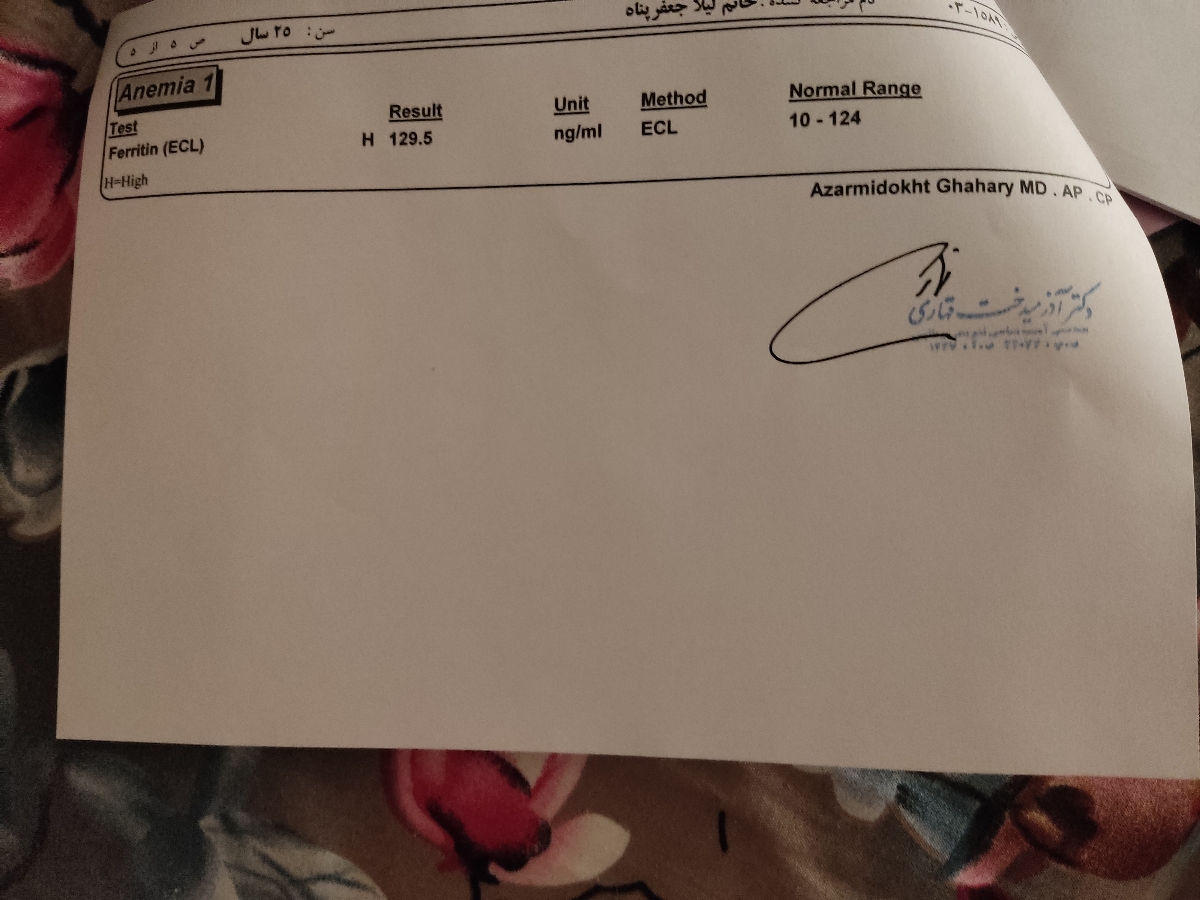 خانم لیلا جعفرپناه
سن: ۲۵ سال
ص ۵ از ۵
Anemia 1
Test Result Unit Method Normal Range
Ferritin (ECL) H 129.5 ng/ml ECL 10 - 124
H=High
Azarmidokht Ghahary MD . AP . CP
دکتر آذرمیدخت قهاری